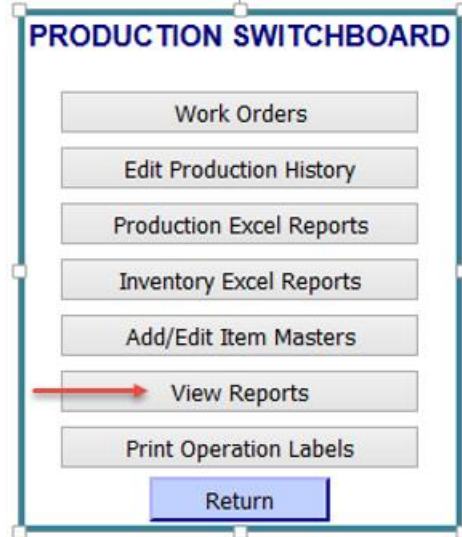 PRODUCTION SWITCHBOARD
Work Orders
Edit Production History
Production Excel Reports
Inventory Excel Reports
Add/Edit Item Masters
View Reports
Print Operation Labels
Return